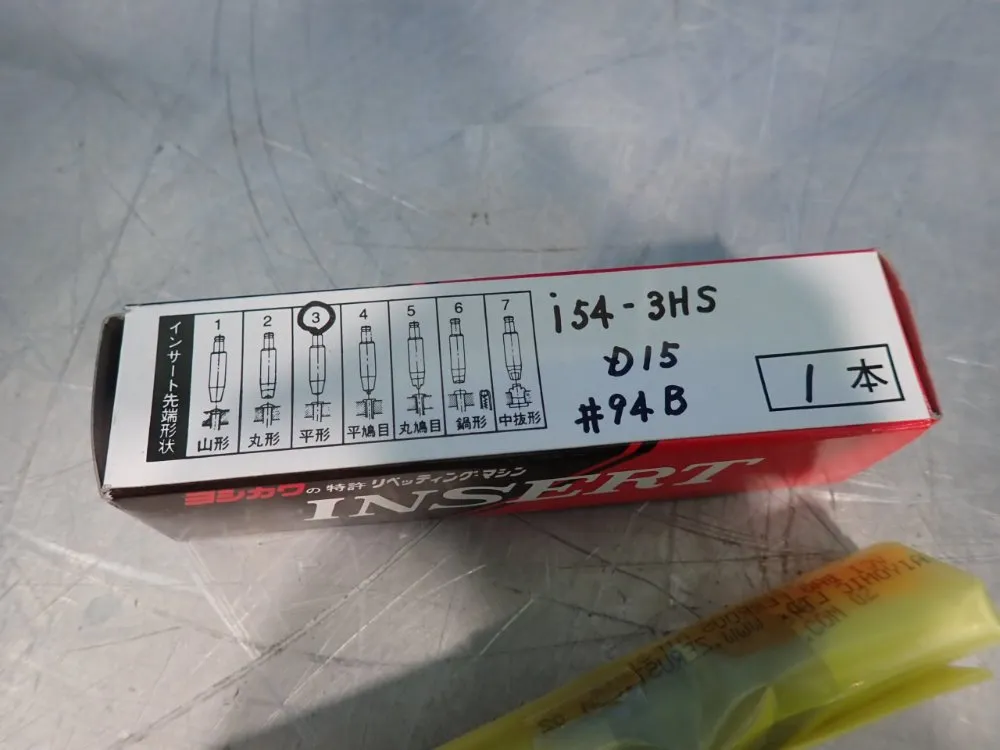 インサート先端形状
1 2 3 4 5 6 7
山形 丸形 平形 平鳩目 丸鳩目 鍋形 中抜形
i54-3HS
D15
#94B
1本
ヨシカワの特許リベッティング・マシン
INSERT